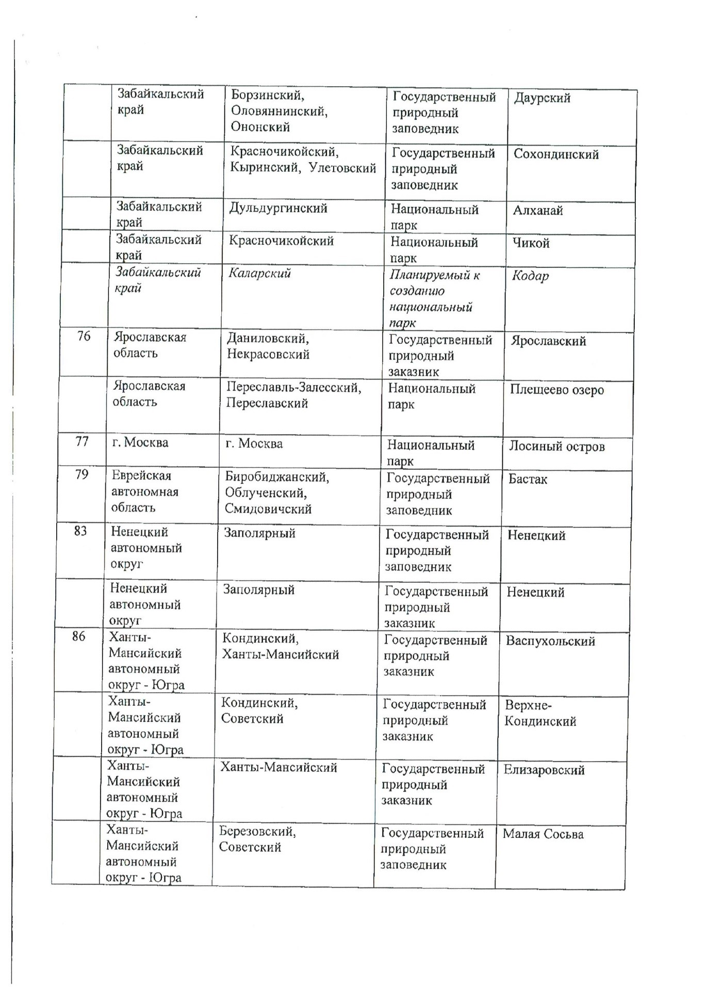 Забайкальский
край
Борзинский,
Оловяннинский,
Ононский
Государственный
природный
заповедник
Даурский
Забайкальский
край
Красночикойский,
Кыринский, Улетовский
Государственный
природный
заповедник
Сохондинский
Забайкальский
край
Дульдургинский
Национальный
парк
Алханай
Забайкальский
край
Красночикойский
Национальный
парк
Чикой
Забайкальский
край
Каларский
Планируемый к
созданию
национальный
парк
Кодар
76
Ярославская
область
Даниловский,
Некрасовский
Государственный
природный
заказник
Ярославский
Ярославская
область
Переславль-Залесский,
Переславский
Национальный
парк
Плещеево озеро
77
г. Москва
г. Москва
Национальный
парк
Лосиный остров
79
Еврейская
автономная
область
Биробиджанский,
Облученский,
Смидовичский
Государственный
природный
заповедник
Бастак
83
Ненецкий
автономный
округ
Заполярный
Государственный
природный
заповедник
Ненецкий
Ненецкий
автономный
округ
Заполярный
Государственный
природный
заказник
Ненецкий
86
Ханты-
Мансийский
автономный
округ - Югра
Кондинский,
Ханты-Мансийский
Государственный
природный
заказник
Васпухольский
Ханты-
Мансийский
автономный
округ - Югра
Кондинский,
Советский
Государственный
природный
заказник
Верхне-
Кондинский
Ханты-
Мансийский
автономный
округ - Югра
Ханты-Мансийский
Государственный
природный
заказник
Елизаровский
Ханты-
Мансийский
автономный
округ - Югра
Березовский,
Советский
Государственный
природный
заповедник
Малая Сосьва